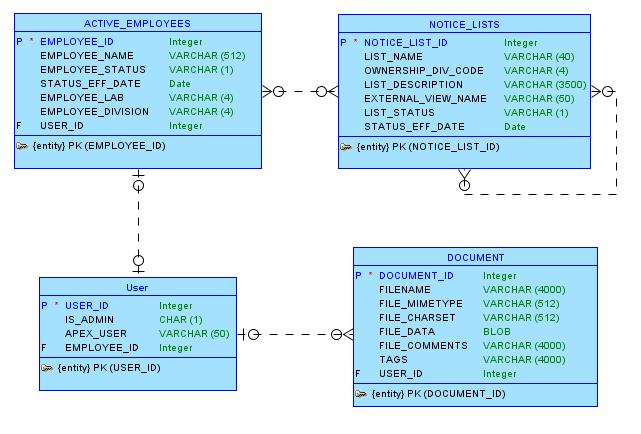 ACTIVE_EMPLOYEES
P * EMPLOYEE_ID Integer
EMPLOYEE_NAME VARCHAR (512)
EMPLOYEE_STATUS VARCHAR (1)
STATUS_EFF_DATE Date
EMPLOYEE_LAB VARCHAR (4)
EMPLOYEE_DIVISION VARCHAR (4)
F USER_ID Integer
{entity} PK (EMPLOYEE_ID)
NOTICE_LISTS
P * NOTICE_LIST_ID Integer
LIST_NAME VARCHAR (40)
OWNERSHIP_DIV_CODE VARCHAR (4)
LIST_DESCRIPTION VARCHAR (3500)
EXTERNAL_VIEW_NAME VARCHAR (50)
LIST_STATUS VARCHAR (1)
STATUS_EFF_DATE Date
{entity} PK (NOTICE_LIST_ID)
User
P * USER_ID Integer
IS_ADMIN CHAR (1)
APEX_USER VARCHAR (50)
F EMPLOYEE_ID Integer
{entity} PK (USER_ID)
DOCUMENT
P * DOCUMENT_ID Integer
FILENAME VARCHAR (4000)
FILE_MIMETYPE VARCHAR (512)
FILE_CHARSET VARCHAR (512)
FILE_DATA BLOB
FILE_COMMENTS VARCHAR (4000)
TAGS VARCHAR (4000)
F USER_ID Integer
{entity} PK (DOCUMENT_ID)